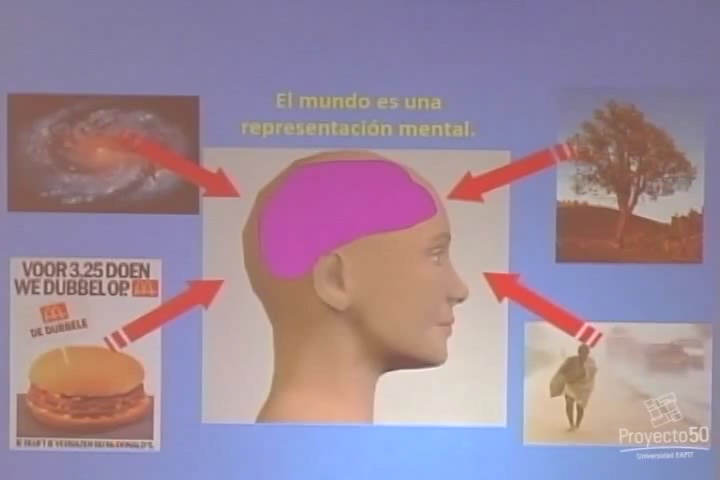 El mundo es una
representación mental.
VOOR 3.25 DOEN
WE DUBBEL OP.
DE DUBBELE
Proyecto50
Universidad EAFIT